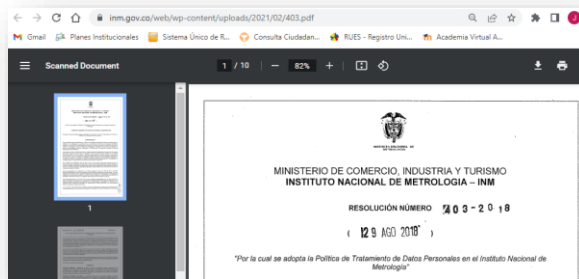 inm.gov.co/web/wp-content/uploads/2021/02/403.pdf
Gmail Planes Institucionales Sistema Único de R... Consulta Ciudadan... RUES - Registro Uni... Academia Virtual A...
Scanned Document 1 / 10 82%
1
MINISTERIO DE COMERCIO, INDUSTRIA Y TURISMO
INSTITUTO NACIONAL DE METROLOGIA – INM
RESOLUCIÓN NÚMERO 403-2018
( 29 AGO 2018 )
"Por la cual se adopta la Política de Tratamiento de Datos Personales en el Instituto Nacional de
Metrología"